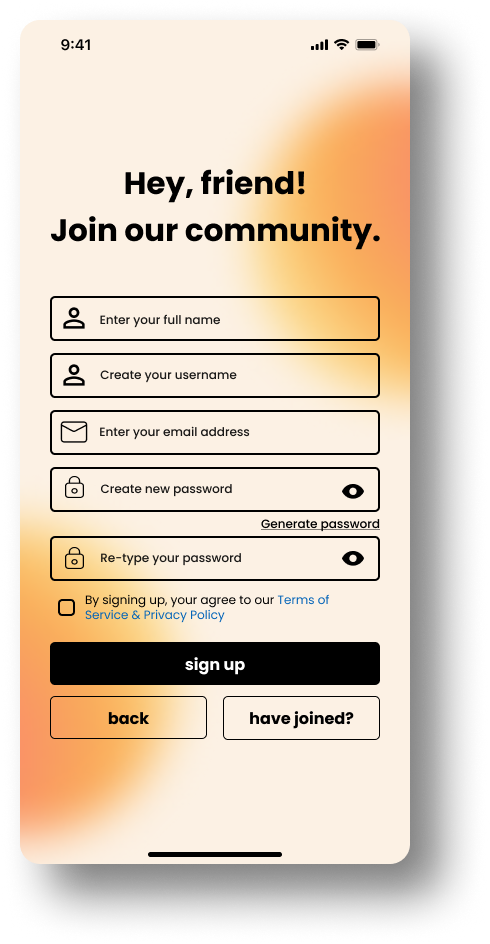 9:41
Hey, friend!
Join our community.
Enter your full name
Create your username
Enter your email address
Create new password
Generate password
Re-type your password
By signing up, your agree to our Terms of
Service & Privacy Policy
sign up
back have joined?